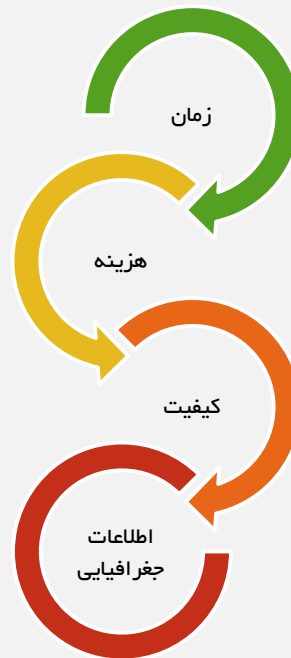 زمان
هزینه
کیفیت
اطلاعات
جغرافیایی